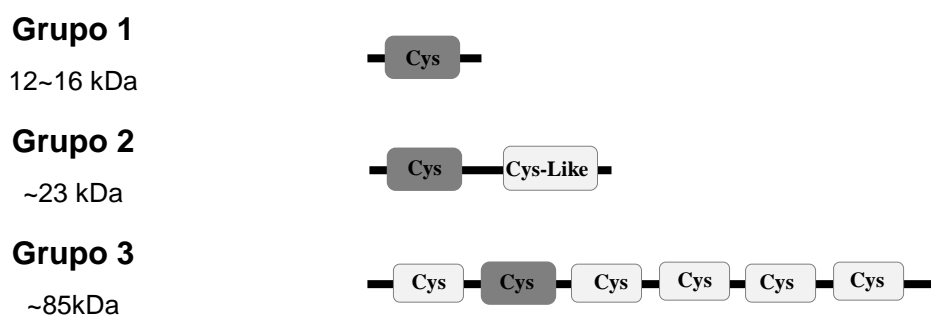 Grupo 1
Cys
12~16 kDa
Grupo 2
Cys Cys-Like
~23 kDa
Grupo 3
Cys Cys Cys Cys Cys Cys
~85kDa